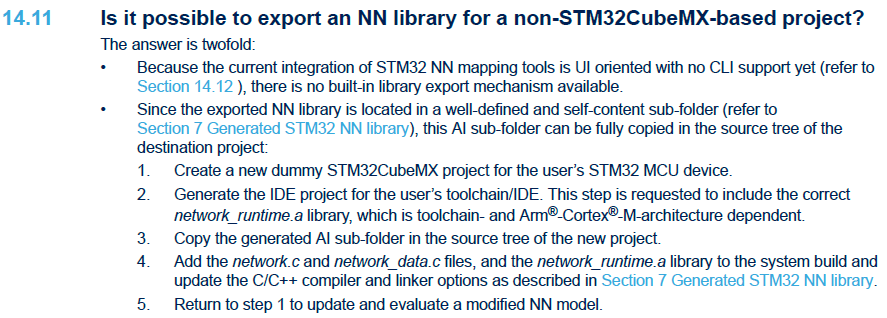 14.11 Is it possible to export an NN library for a non-STM32CubeMX-based project?
The answer is twofold:
• Because the current integration of STM32 NN mapping tools is UI oriented with no CLI support yet (refer to
Section 14.12 ), there is no built-in library export mechanism available.
• Since the exported NN library is located in a well-defined and self-content sub-folder (refer to
Section 7 Generated STM32 NN library), this AI sub-folder can be fully copied in the source tree of the
destination project:
1. Create a new dummy STM32CubeMX project for the user’s STM32 MCU device.
2. Generate the IDE project for the user’s toolchain/IDE. This step is requested to include the correct
network_runtime.a library, which is toolchain- and Arm®-Cortex®-M-architecture dependent.
3. Copy the generated AI sub-folder in the source tree of the new project.
4. Add the network.c and network_data.c files, and the network_runtime.a library to the system build and
update the C/C++ compiler and linker options as described in Section 7 Generated STM32 NN library.
5. Return to step 1 to update and evaluate a modified NN model.